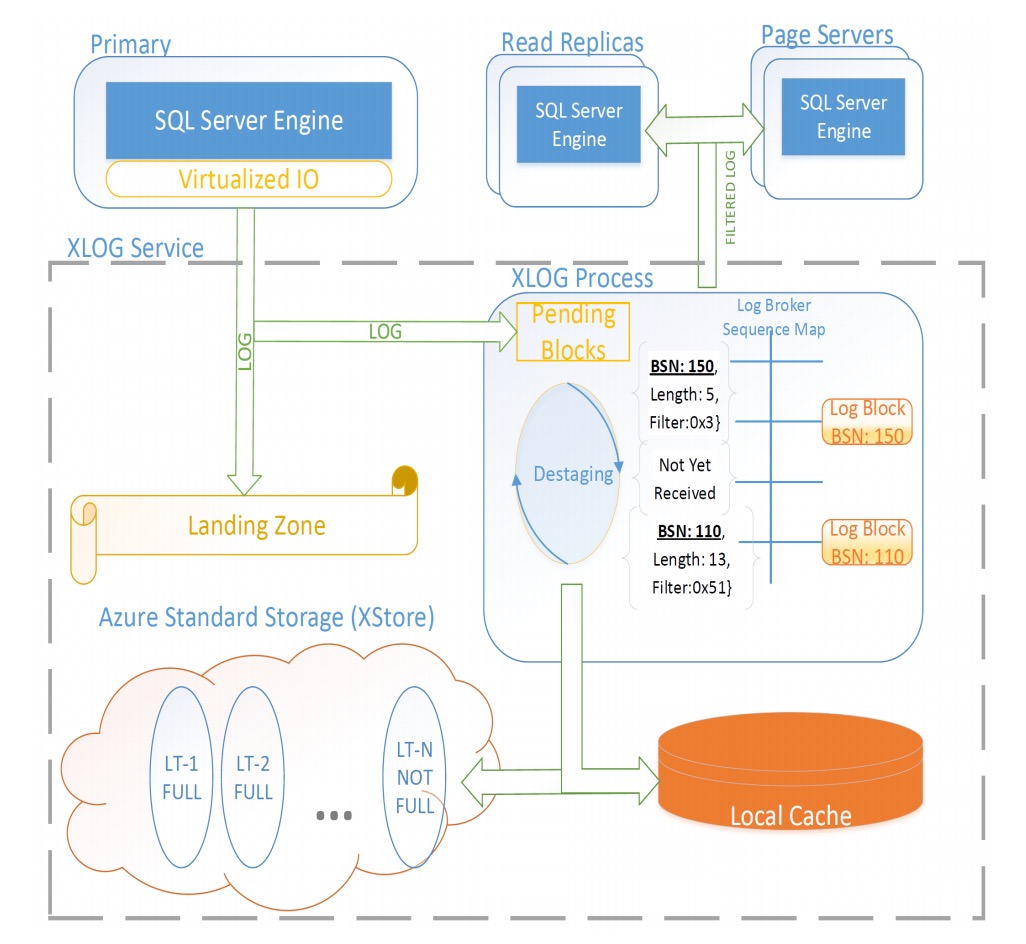 Primary
Read Replicas
Page Servers
SQL Server Engine
Virtualized IO
SQL Server
Engine
SQL Server
Engine
FILTERED LOG
XLOG Service
XLOG Process
LOG
LOG
Pending
Blocks
Log Broker
Sequence Map
BSN: 150,
Length: 5,
Filter:0x3}
Log Block
BSN: 150
Destaging
Not Yet
Received
BSN: 110,
Length: 13,
Filter:0x51}
Log Block
BSN: 110
Landing Zone
Azure Standard Storage (XStore)
LT-1
FULL
LT-2
FULL
...
LT-N
NOT
FULL
Local Cache